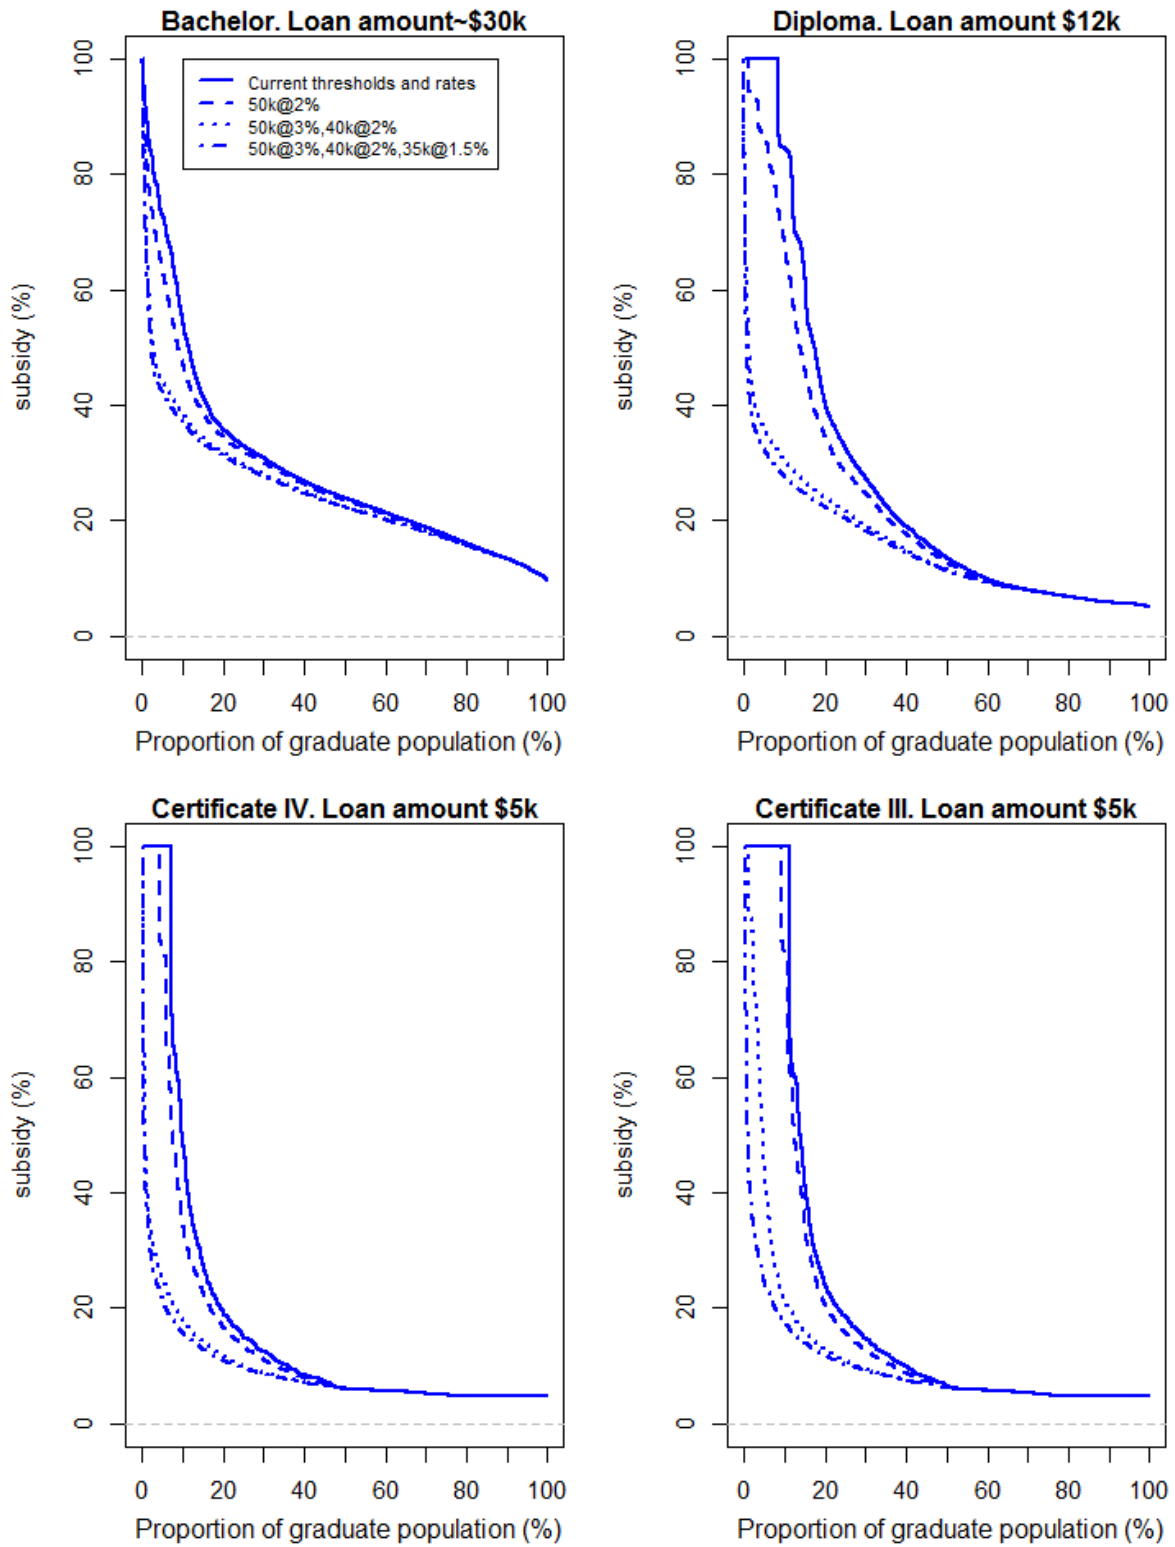 Bachelor. Loan amount~$30k
Current thresholds and rates
50k@2%
50k@3%,40k@2%
50k@3%,40k@2%,35k@1.5%
subsidy (%)
100
80
60
40
20
0
0 20 40 60 80 100
Proportion of graduate population (%)
Diploma. Loan amount $12k
subsidy (%)
100
80
60
40
20
0
0 20 40 60 80 100
Proportion of graduate population (%)
Certificate IV. Loan amount $5k
subsidy (%)
100
80
60
40
20
0
0 20 40 60 80 100
Proportion of graduate population (%)
Certificate III. Loan amount $5k
subsidy (%)
100
80
60
40
20
0
0 20 40 60 80 100
Proportion of graduate population (%)